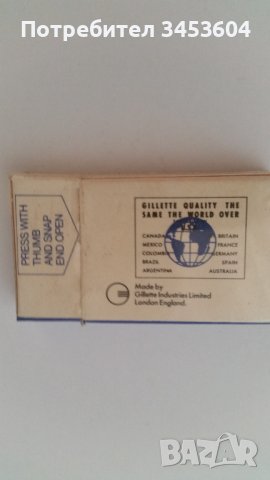 Потребител 3453604
PRESS WITH
THUMB
AND SNAP
END OPEN
GILLETTE QUALITY THE
SAME THE WORLD OVER
CANADA BRITAIN
MEXICO FRANCE
COLOMBIA GERMANY
BRAZIL SPAIN
ARGENTINA AUSTRALIA
Made by
Gillette Industries Limited
London England.
BAZAR